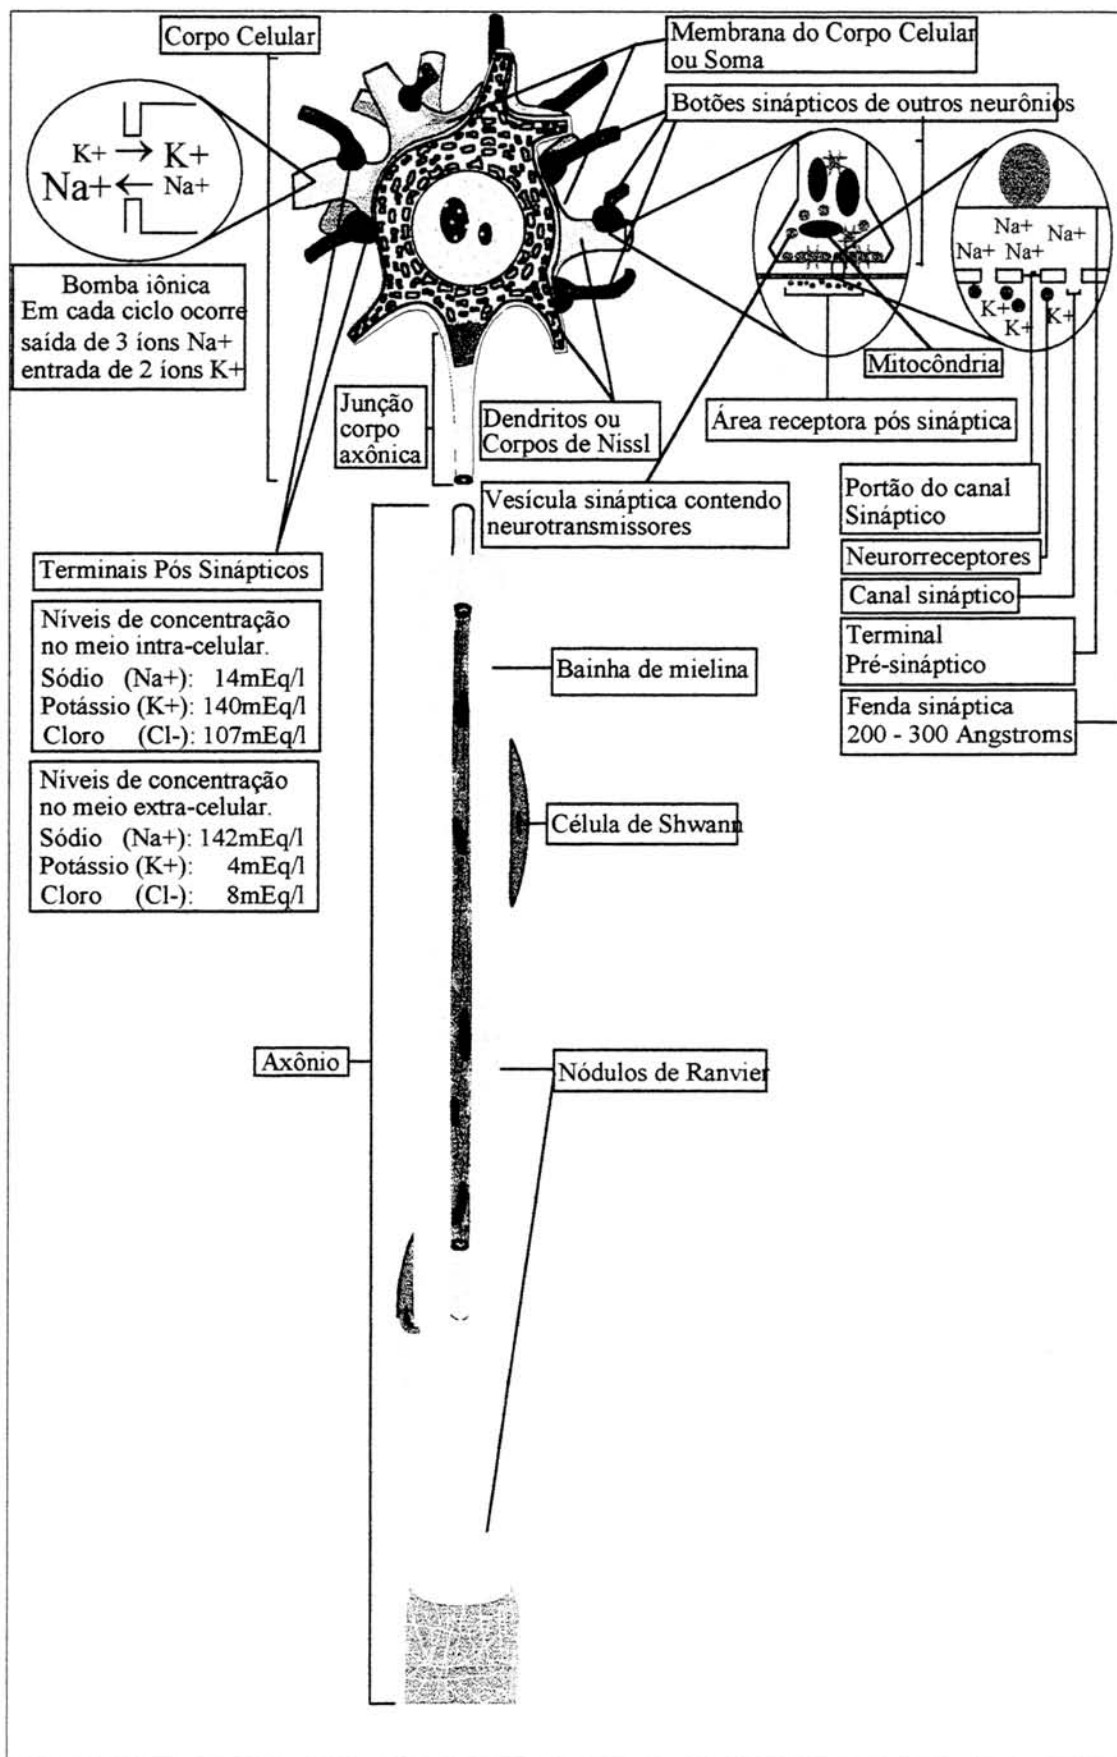 Corpo Celular
Membrana do Corpo Celular
ou Soma
Botões sinápticos de outros neurônios
K+ → K+
Na+ ← Na+
Bomba iônica
Em cada ciclo ocorre
saída de 3 íons Na+
entrada de 2 íons K+
Na+
Na+ Na+ Na+
K+ K+ K+
Mitocôndria
Junção
corpo
axônica
Dendritos ou
Corpos de Nissl
Área receptora pós sináptica
Vesícula sináptica contendo
neurotransmissores
Portão do canal
Sináptico
Neurorreceptores
Canal sináptico
Terminal
Pré-sináptico
Fenda sináptica
200 - 300 Angstroms
Terminais Pós Sinápticos
Níveis de concentração
no meio intra-celular.
Sódio (Na+): 14mEq/l
Potássio (K+): 140mEq/l
Cloro (Cl-): 107mEq/l
Níveis de concentração
no meio extra-celular.
Sódio (Na+): 142mEq/l
Potássio (K+): 4mEq/l
Cloro (Cl-): 8mEq/l
Bainha de mielina
Célula de Shwann
Axônio
Nódulos de Ranvier